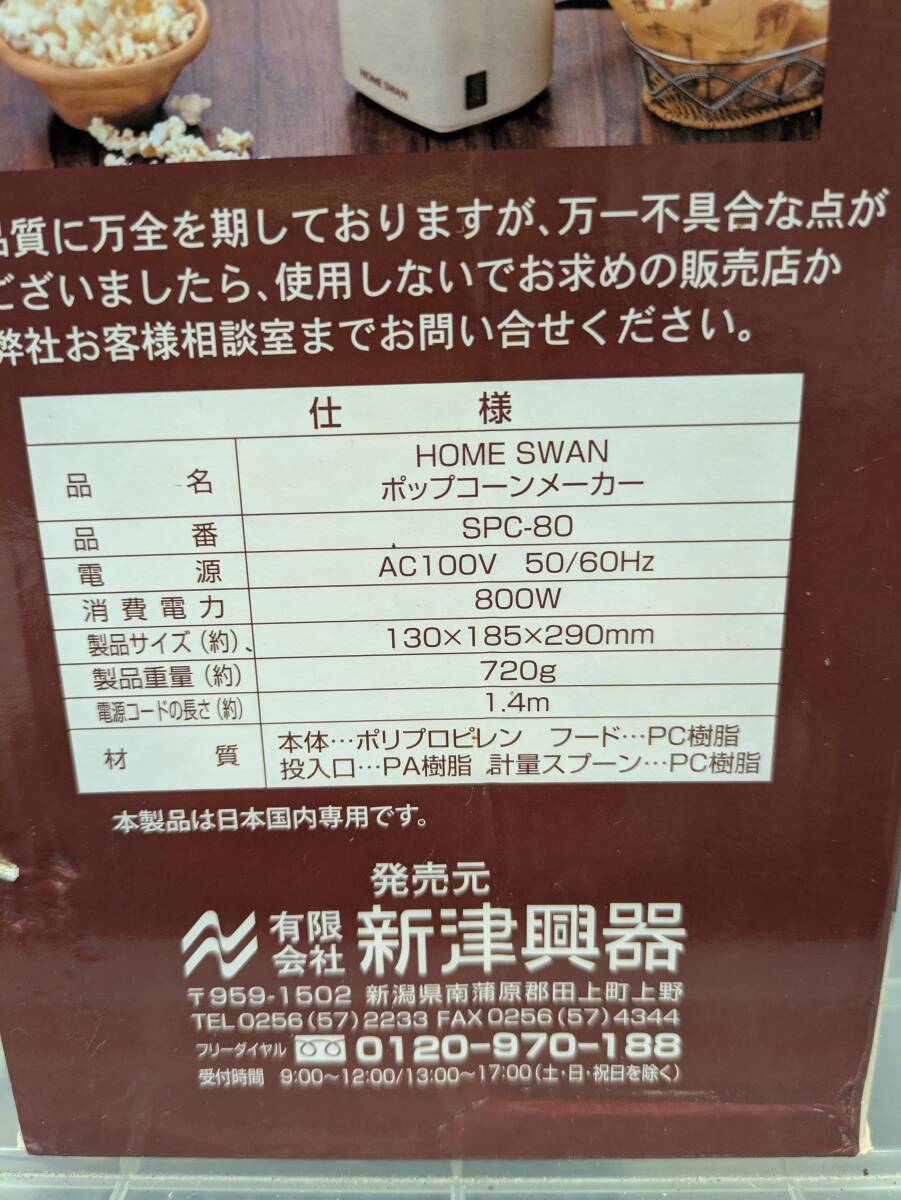 HOME SWAN
品質に万全を期しておりますが、万一不具合な点が
ございましたら、使用しないでお求めの販売店か
弊社お客様相談室までお問い合せください。
仕様
品名 HOME SWAN
ポップコーンメーカー
品番 SPC-80
電源 AC100V 50/60Hz
消費電力 800W
製品サイズ(約) 130×185×290mm
製品重量(約) 720g
電源コードの長さ(約) 1.4m
材質 本体…ポリプロピレン フード…PC樹脂
投入口…PA樹脂 計量スプーン…PC樹脂
本製品は日本国内専用です。
発売元
有限会社 新津興器
〒959-1502 新潟県南蒲原郡田上町上野
TEL 0256(57)2233 FAX 0256(57)4344
フリーダイヤル 0120-970-188
受付時間 9:00〜12:00/13:00〜17:00(土・日・祝日を除く)